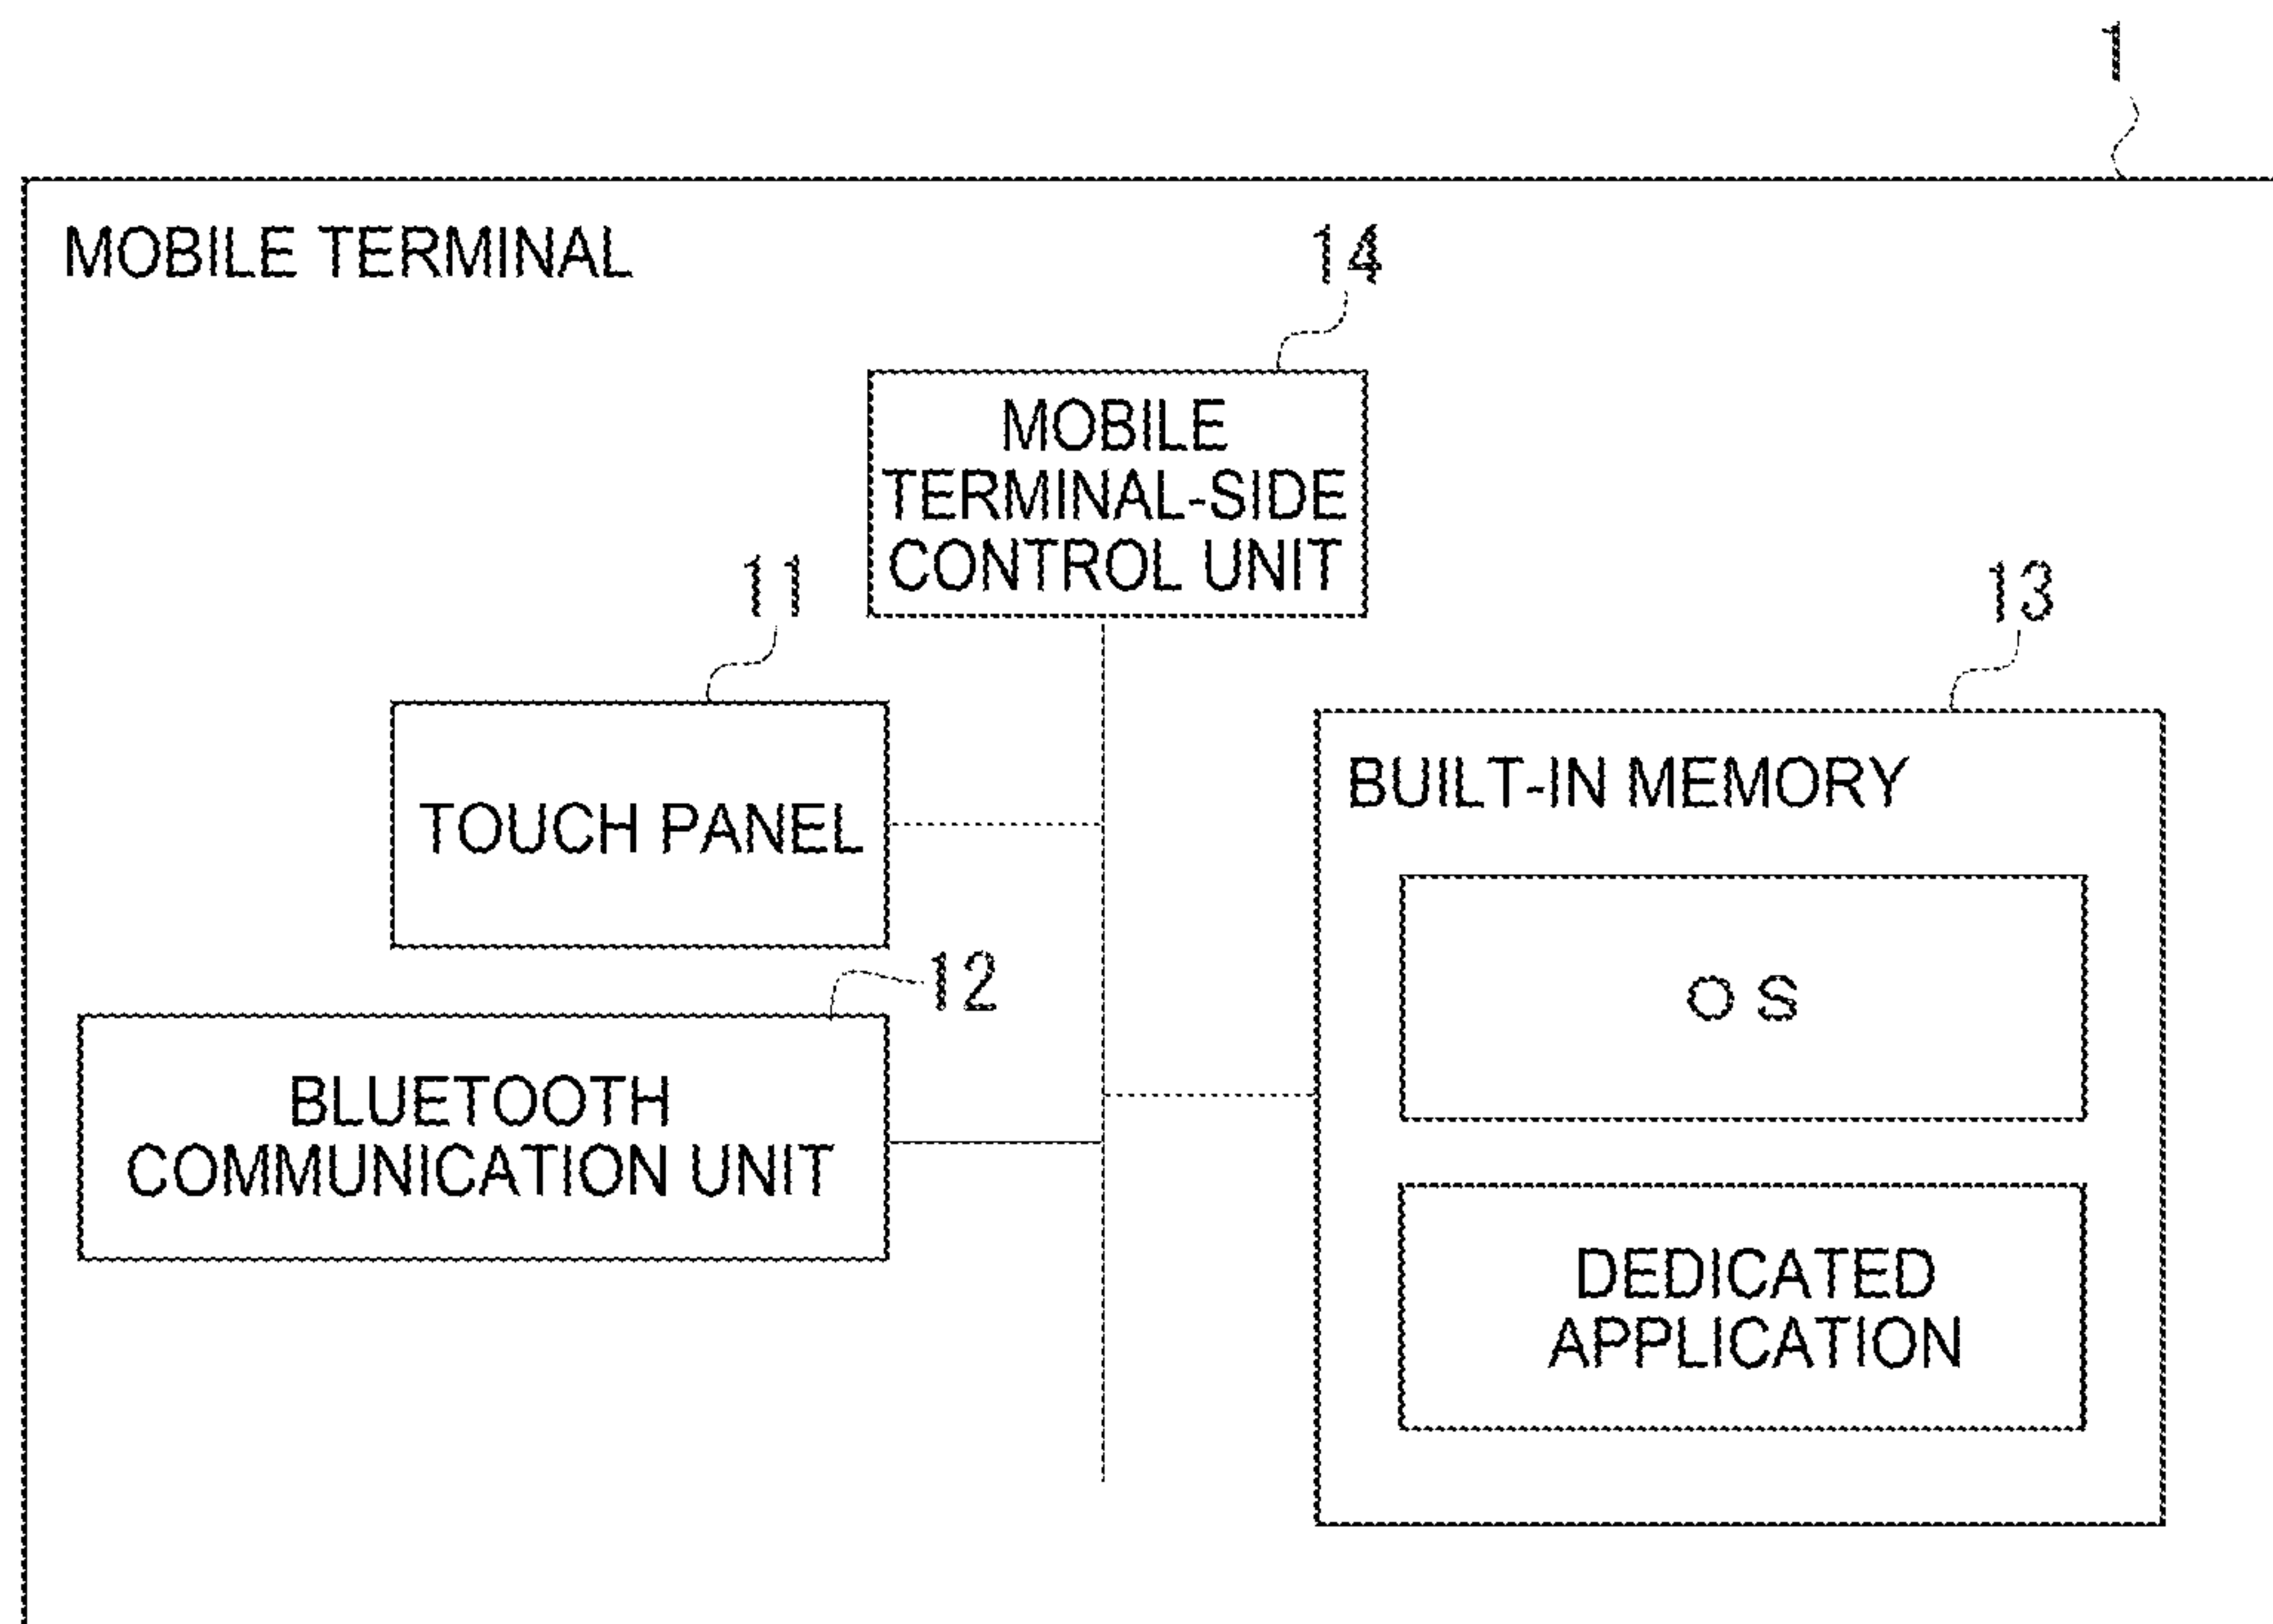 1
MOBILE TERMINAL
14
MOBILE
TERMINAL-SIDE
CONTROL UNIT
11
13
TOUCH PANEL
BUILT-IN MEMORY
12
OS
BLUETOOTH
COMMUNICATION UNIT
DEDICATED
APPLICATION